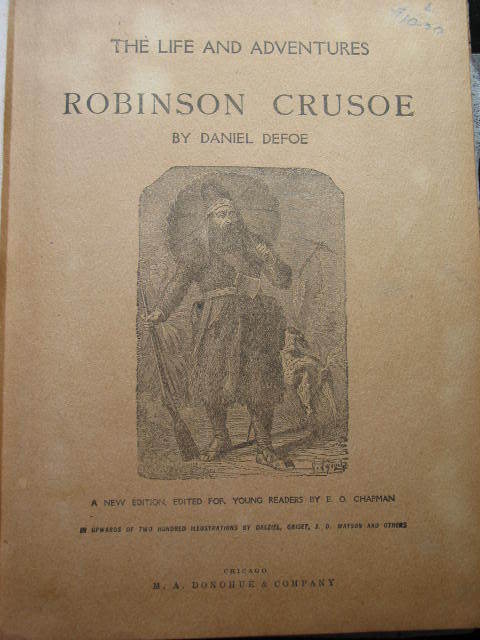 THE LIFE AND ADVENTURES
ROBINSON CRUSOE
BY DANIEL DEFOE
A NEW EDITION, EDITED FOR YOUNG READERS BY E. O. CHAPMAN
IN UPWARDS OF TWO HUNDRED ILLUSTRATIONS BY DALZIEL, GRISET, J. D. WATSON AND OTHERS
CHICAGO
M. A. DONOHUE & COMPANY